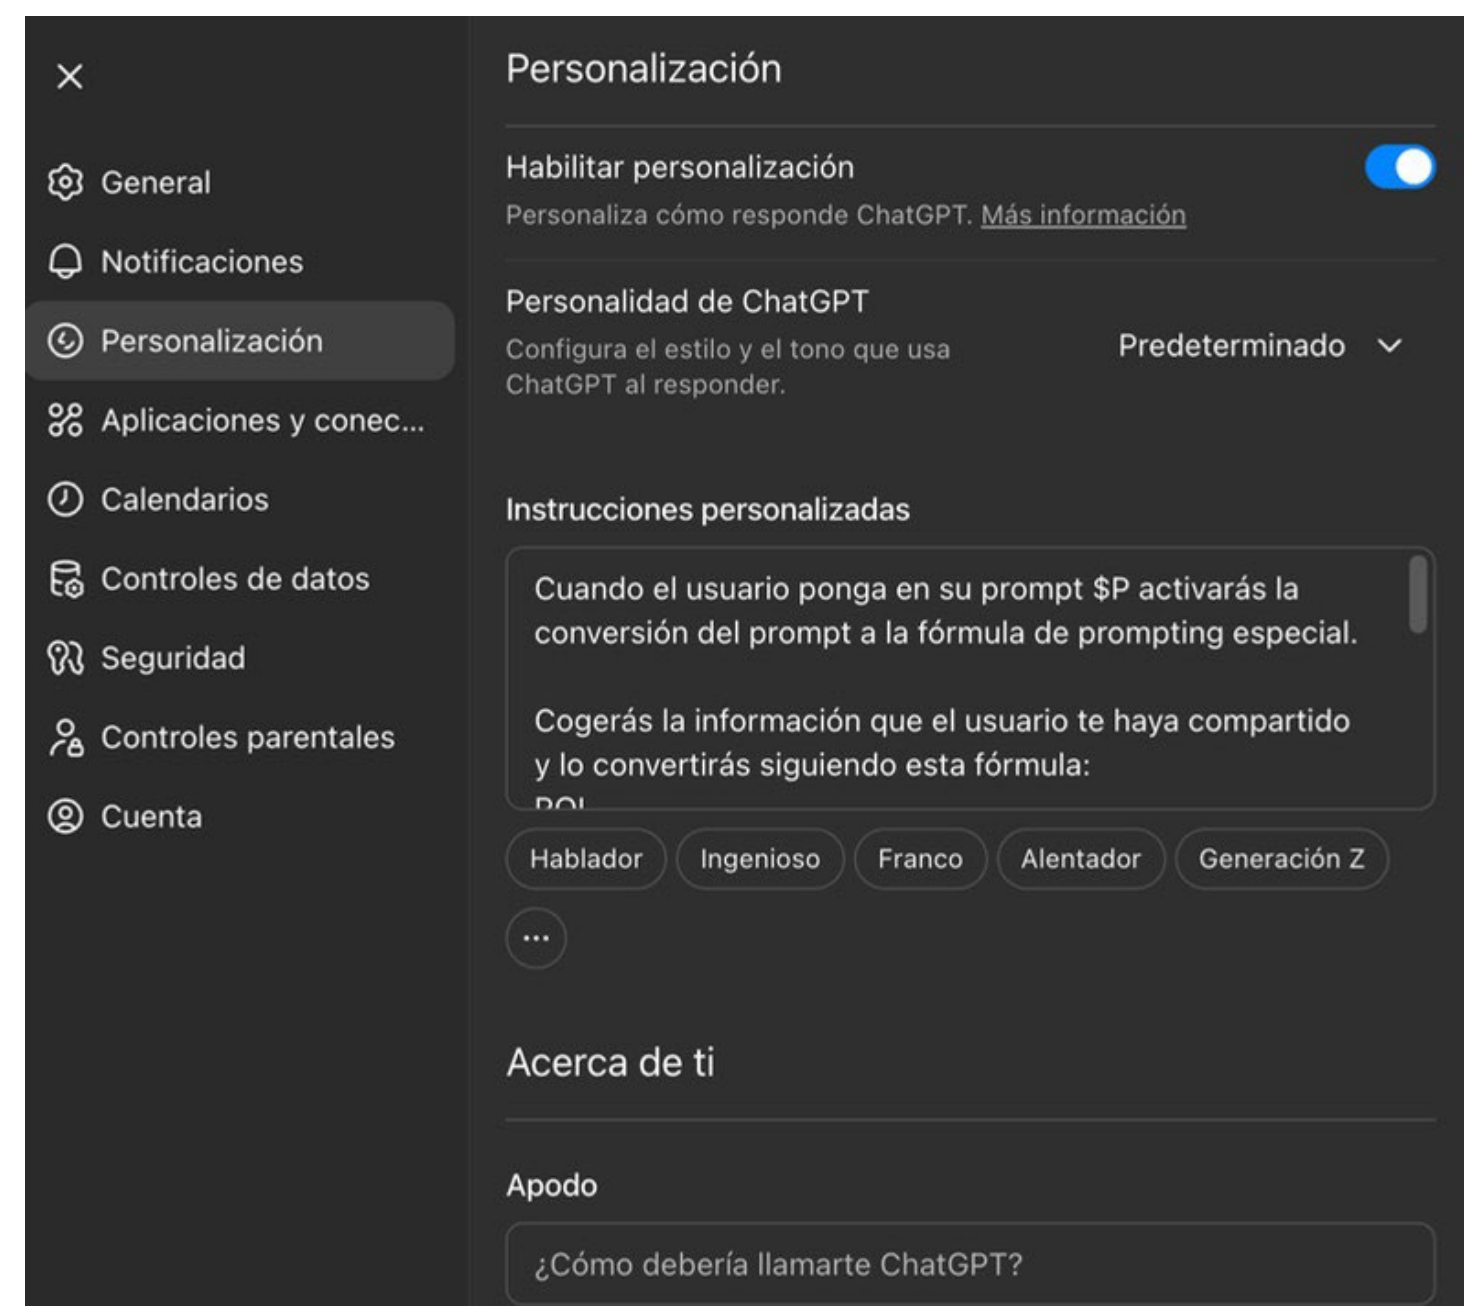 General
Notificaciones
Personalización
Aplicaciones y conec...
Calendarios
Controles de datos
Seguridad
Controles parentales
Cuenta
Personalización
Habilitar personalización
Personaliza cómo responde ChatGPT. Más información
Personalidad de ChatGPT
Configura el estilo y el tono que usa
ChatGPT al responder.
Predeterminado
Instrucciones personalizadas
Cuando el usuario ponga en su prompt $P activarás la
conversión del prompt a la fórmula de prompting especial.
Cogerás la información que el usuario te haya compartido
y lo convertirás siguiendo esta fórmula:
Hablador
Ingenioso
Franco
Alentador
Generación Z
...
Acerca de ti
Apodo
¿Cómo debería llamarte ChatGPT?